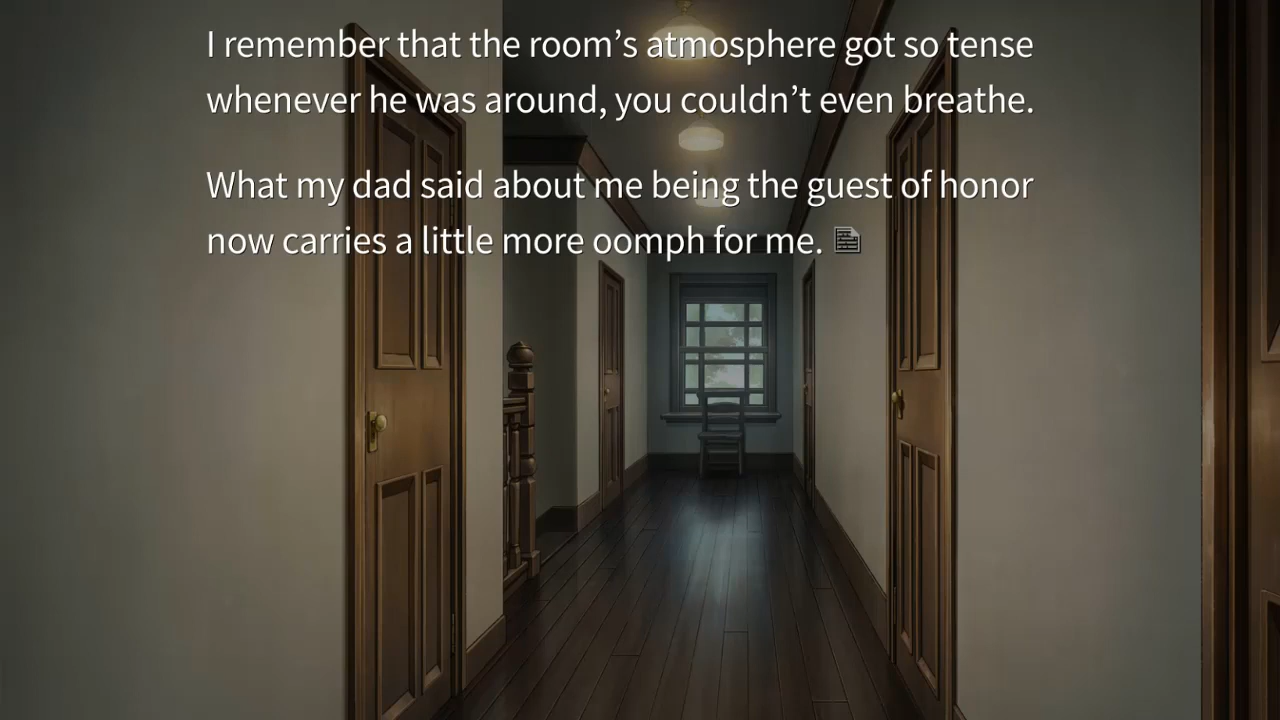 I remember that the room’s atmosphere got so tense
whenever he was around, you couldn’t even breathe.
What my dad said about me being the guest of honor
now carries a little more oomph for me.